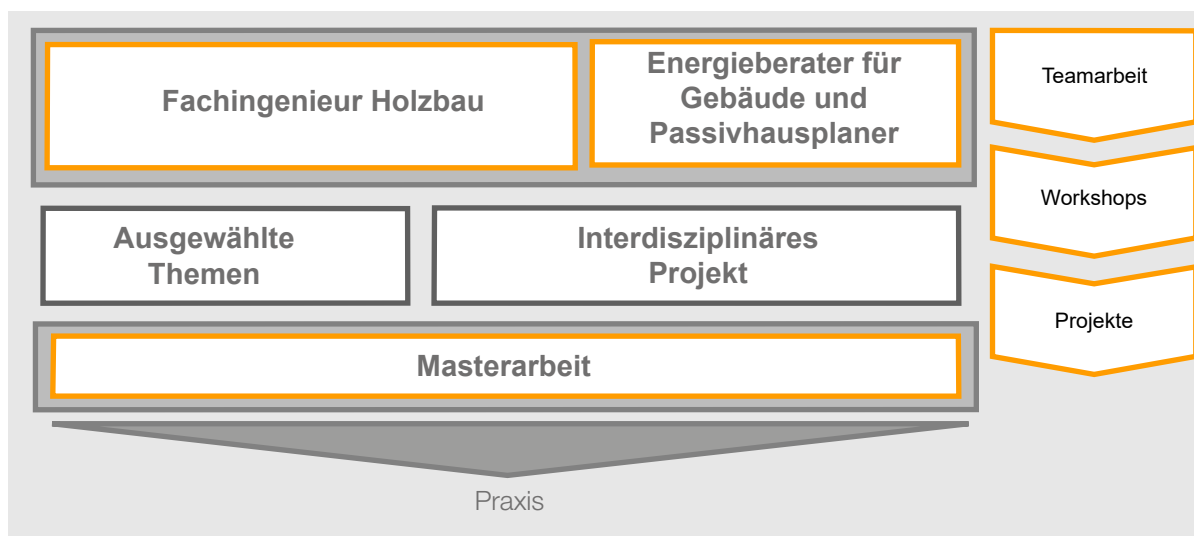 Fachingenieur Holzbau
Energieberater für
Gebäude und
Passivhausplaner
Teamarbeit
Ausgewählte
Themen
Interdisziplinäres
Projekt
Workshops
Masterarbeit
Projekte
Praxis